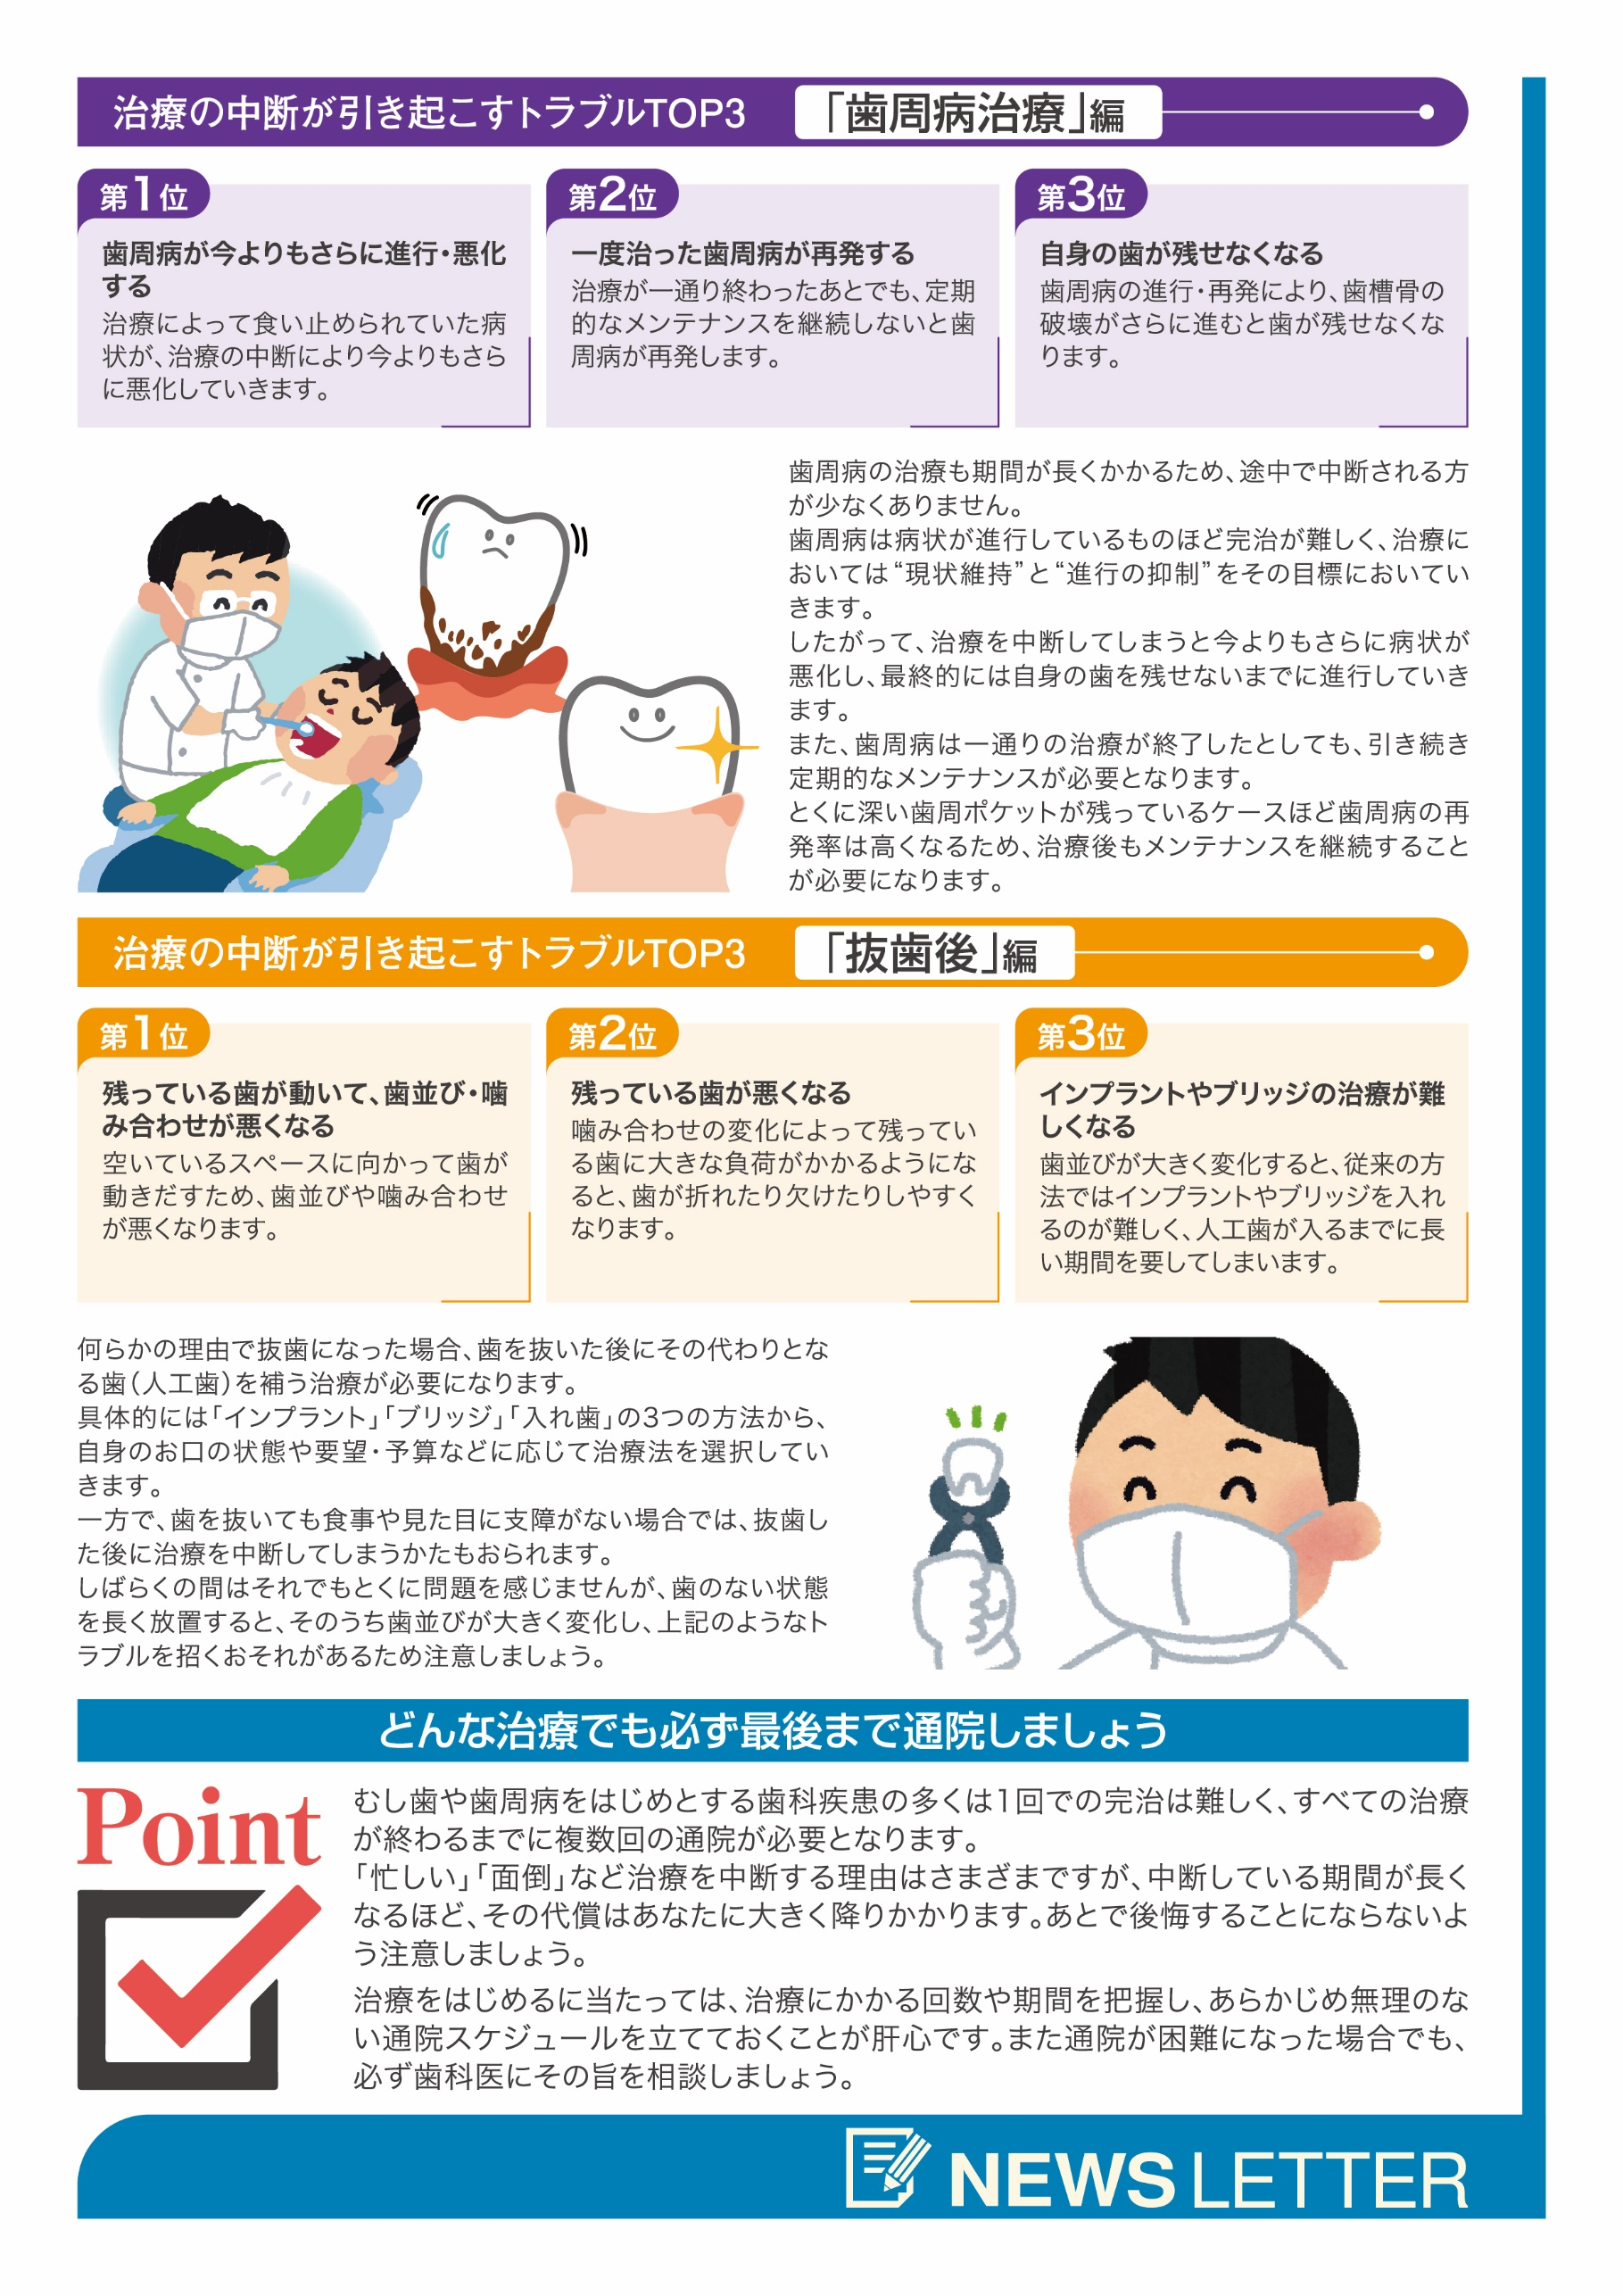 治療の中断が引き起こすトラブルTOP3 「歯周病治療」編
第1位
歯周病が今よりもさらに進行・悪化
する
治療によって食い止められていた病
状が、治療の中断により今よりもさら
に悪化していきます。
第2位
一度治った歯周病が再発する
治療が一通り終わったあとでも、定期
的なメンテナンスを継続しないと歯
周病が再発します。
第3位
自身の歯が残せなくなる
歯周病の進行・再発により、歯槽骨の
破壊がさらに進むと歯が残せなくな
ります。
歯周病の治療も期間が長くかかるため、途中で中断される方
が少なくありません。
歯周病は病状が進行しているものほど完治が難しく、治療に
おいては“現状維持”と“進行の抑制”をその目標においてい
きます。
したがって、治療を中断してしまうと今よりもさらに病状が
悪化し、最終的には自身の歯を残せないまでに進行していき
ます。
また、歯周病は一通りの治療が終了したとしても、引き続き
定期的なメンテナンスが必要となります。
とくに深い歯周ポケットが残っているケースほど歯周病の再
発率は高くなるため、治療後もメンテナンスを継続すること
が必要になります。
治療の中断が引き起こすトラブルTOP3 「抜歯後」編
第1位
残っている歯が動いて、歯並び・噛
み合わせが悪くなる
空いているスペースに向かって歯が
動きだすため、歯並びや噛み合わせ
が悪くなります。
第2位
残っている歯が悪くなる
噛み合わせの変化によって残ってい
る歯に大きな負荷がかかるようにな
ると、歯が折れたり欠けたりしやすく
なります。
第3位
インプラントやブリッジの治療が難
しくなる
歯並びが大きく変化すると、従来の方
法ではインプラントやブリッジを入れ
るのが難しく、人工歯が入るまでに長
い期間を要してしまいます。
何らかの理由で抜歯になった場合、歯を抜いた後にその代わりとな
る歯（人工歯）を補う治療が必要になります。
具体的には「インプラント」「ブリッジ」「入れ歯」の3つの方法から、
自身のお口の状態や要望・予算などに応じて治療法を選択してい
きます。
一方で、歯を抜いても食事や見た目に支障がない場合では、抜歯し
た後に治療を中断してしまうかたもおられます。
しばらくの間はそれでもとくに問題を感じませんが、歯のない状態
を長く放置すると、そのうち歯並びが大きく変化し、上記のようなト
ラブルを招くおそれがあるため注意しましょう。
どんな治療でも必ず最後まで通院しましょう
Point
むし歯や歯周病をはじめとする歯科疾患の多くは1回での完治は難しく、すべての治療
が終わるまでに複数回の通院が必要となります。
「忙しい」「面倒」など治療を中断する理由はさまざまですが、中断している期間が長く
なるほど、その代償はあなたに大きく降りかかります。あとで後悔することにならないよ
う注意しましょう。
治療をはじめるに当たっては、治療にかかる回数や期間を把握し、あらかじめ無理のな
い通院スケジュールを立てておくことが肝心です。また通院が困難になった場合でも、
必ず歯科医にその旨を相談しましょう。
NEWS LETTER